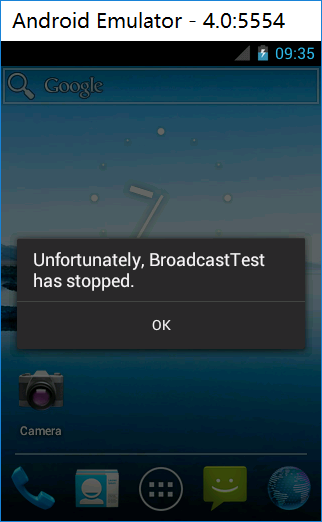 Android Emulator - 4.0:5554
09:35
Google
Unfortunately, BroadcastTest
has stopped.
OK
Camera